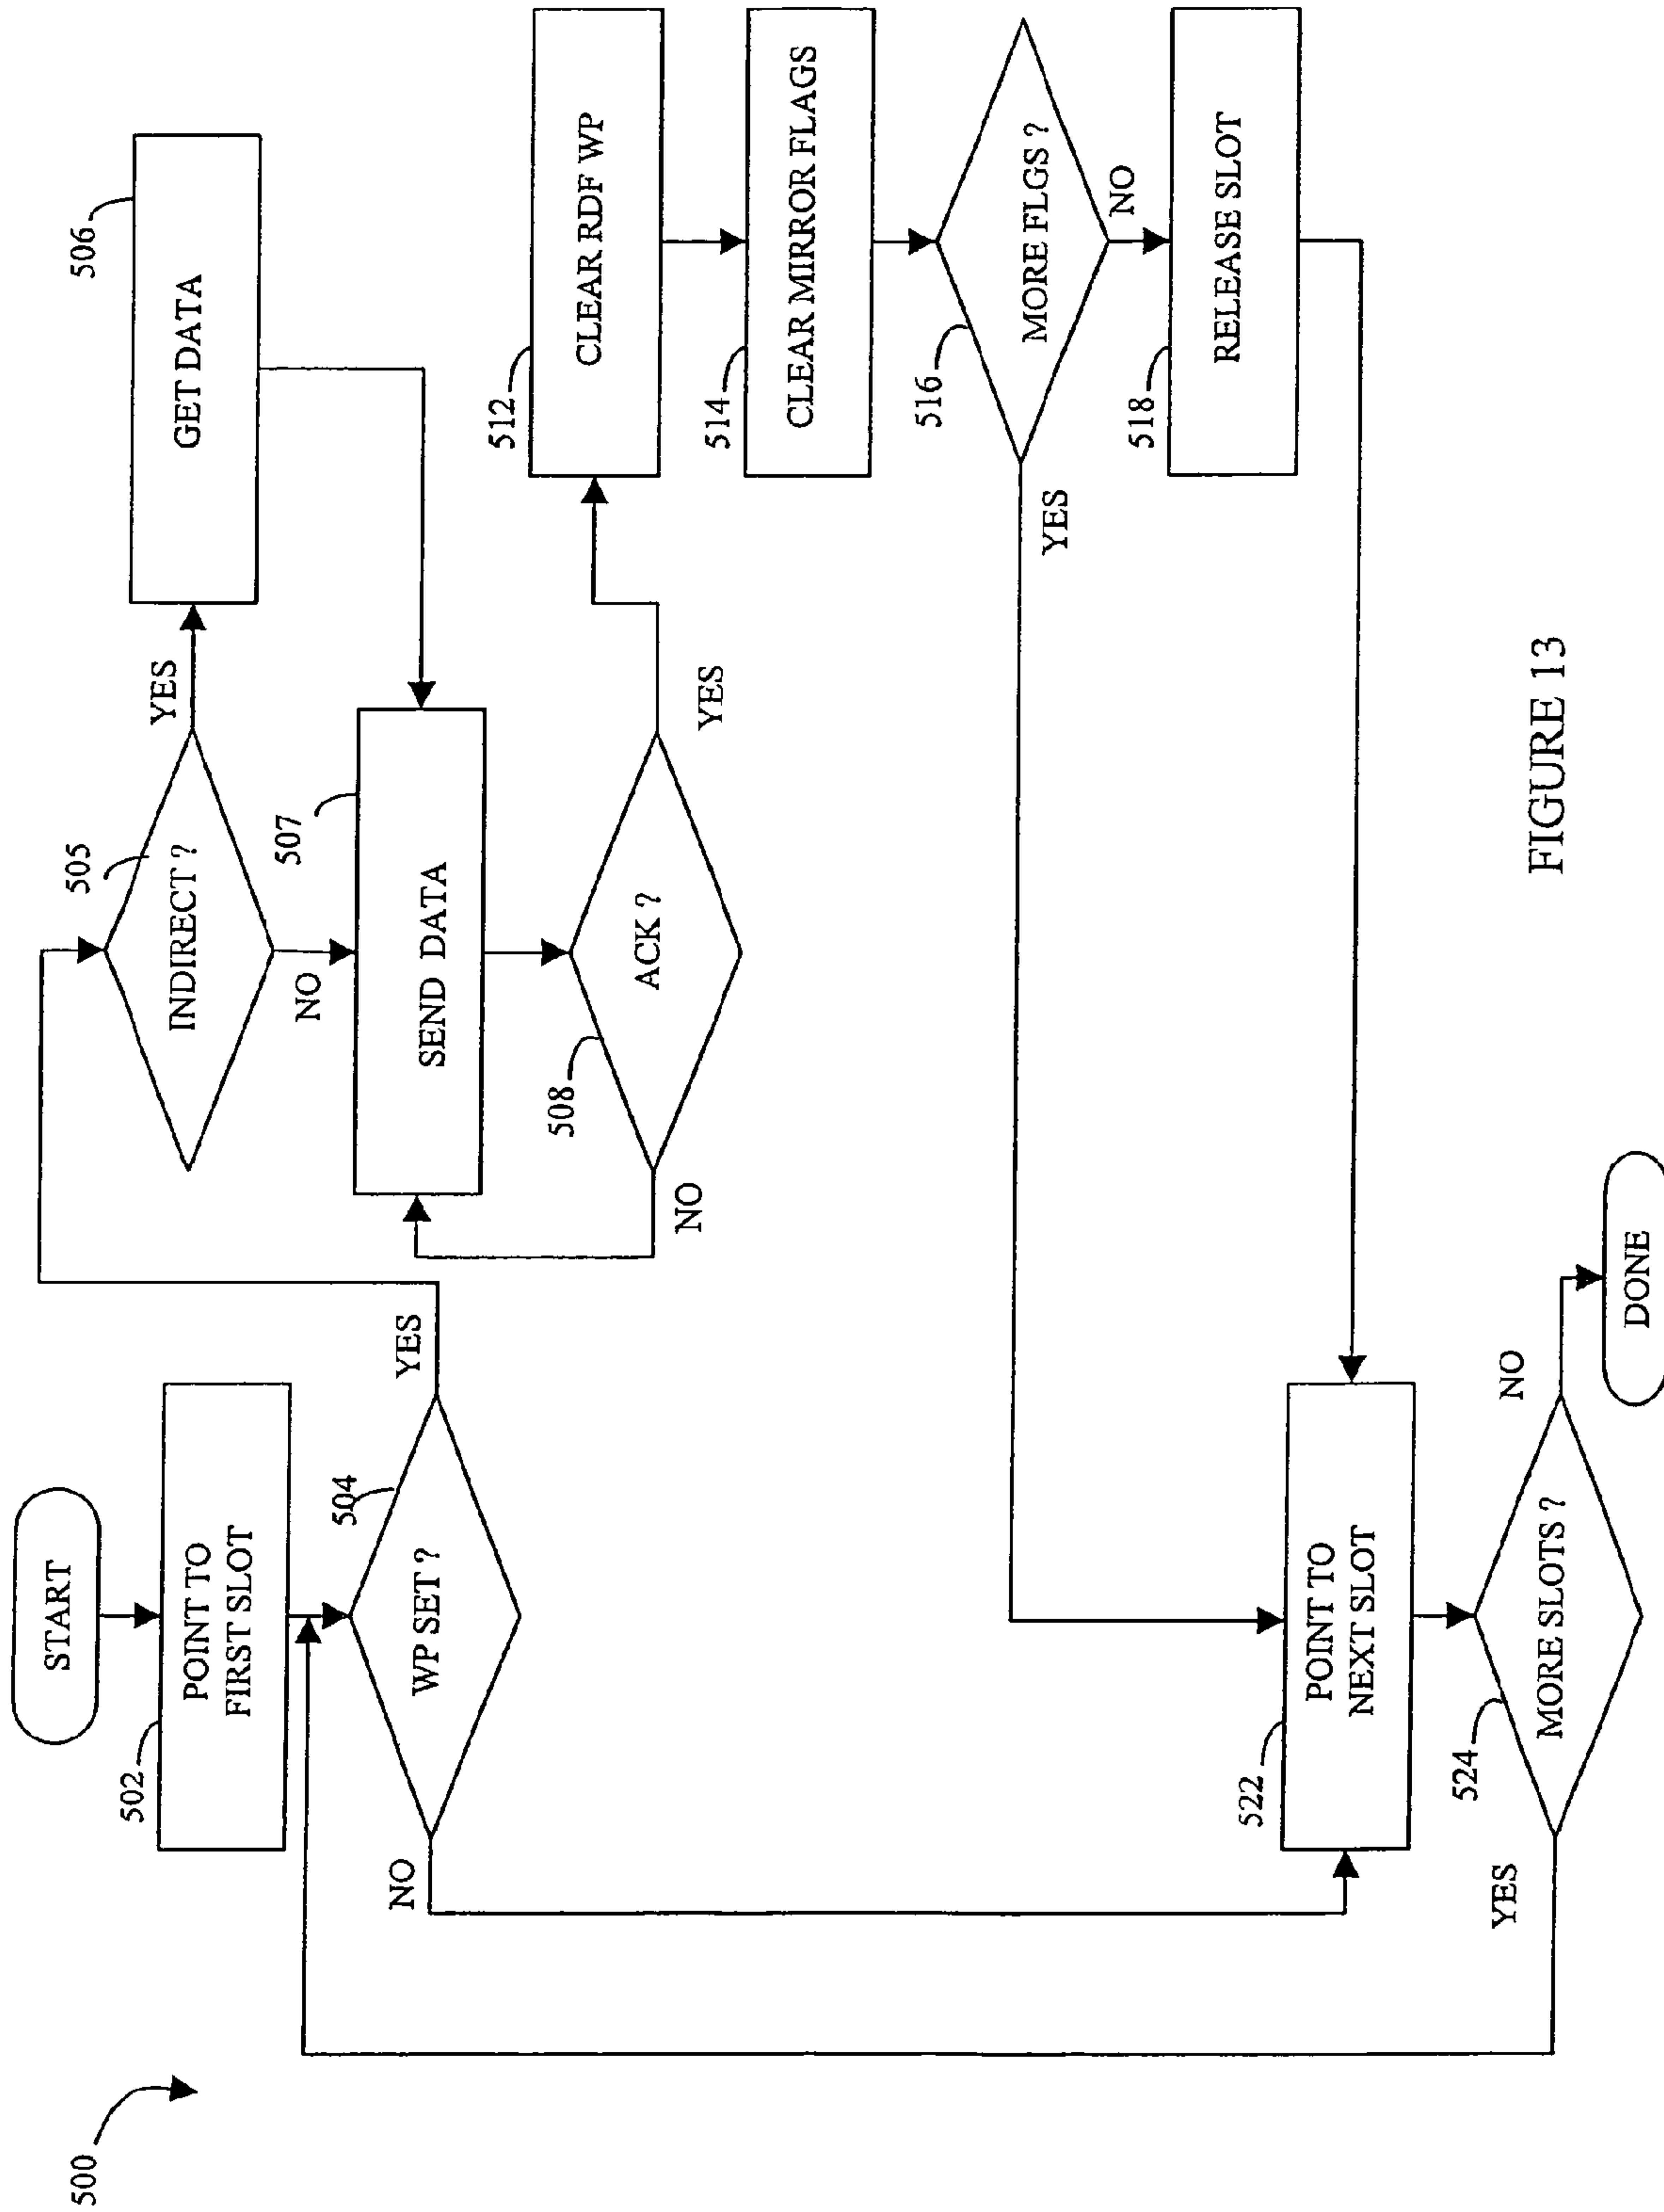 500
START
502
POINT TO
FIRST SLOT
504
WP SET ?
YES
NO
505
INDIRECT ?
YES
NO
506
GET DATA
507
SEND DATA
508
ACK ?
YES
NO
512
CLEAR RDF WP
514
CLEAR MIRROR FLAGS
516
MORE FLGS ?
YES
NO
518
RELEASE SLOT
522
POINT TO
NEXT SLOT
524
MORE SLOTS ?
YES
NO
DONE
FIGURE 13